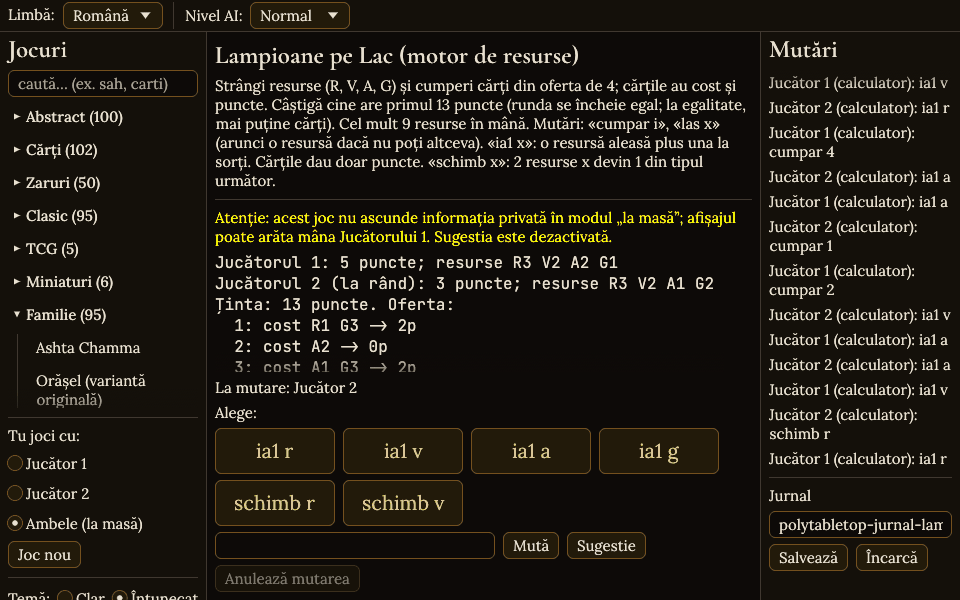 Limbă: Română ▼ Nivel AI: Normal ▼
Jocuri
caută... (ex. sah, carti)
▸ Abstract (100)
▸ Cărți (102)
▸ Zaruri (50)
▸ Clasic (95)
▸ TCG (5)
▸ Miniaturi (6)
▾ Familie (95)
Ashta Chamma
Orășel (variantă
originală)
Tu joci cu:
Jucător 1
Jucător 2
Ambele (la masă)
Joc nou
Temă: Clar Întunecat
Lampioane pe Lac (motor de resurse)
Strângi resurse (R, V, A, G) și cumperi cărți din oferta de 4; cărțile au cost și
puncte. Câștigă cine are primul 13 puncte (runda se încheie egal; la egalitate,
mai puține cărți). Cel mult 9 resurse în mână. Mutări: «cumpar i», «las x»
(arunci o resursă dacă nu poți altceva). «ia1 x»: o resursă aleasă plus una la
sorți. Cărțile dau doar puncte. «schimb x»: 2 resurse x devin 1 din tipul
următor.
Atenție: acest joc nu ascunde informația privată în modul „la masă”; afișajul
poate arăta mâna Jucătorului 1. Sugestia este dezactivată.
Jucătorul 1: 5 puncte; resurse R3 V2 A2 G1
Jucătorul 2 (la rând): 3 puncte; resurse R3 V2 A1 G2
Ținta: 13 puncte. Oferta:
1: cost R1 G3 -> 2p
2: cost A2 -> 0p
3: cost A1 G3 -> 2p
La mutare: Jucător 2
Alege:
ia1 r ia1 v ia1 a ia1 g
schimb r schimb v
Mută Sugestie
Anulează mutarea
Mutări
Jucător 1 (calculator): ia1 v
Jucător 2 (calculator): ia1 r
Jucător 1 (calculator):
cumpar 4
Jucător 2 (calculator): ia1 a
Jucător 1 (calculator): ia1 a
Jucător 2 (calculator):
cumpar 1
Jucător 1 (calculator):
cumpar 2
Jucător 2 (calculator): ia1 v
Jucător 1 (calculator): ia1 a
Jucător 2 (calculator): ia1 a
Jucător 1 (calculator): ia1 v
Jucător 2 (calculator):
schimb r
Jucător 1 (calculator): ia1 r
Jurnal
polytabletop-jurnal-lam
Salvează Încarcă